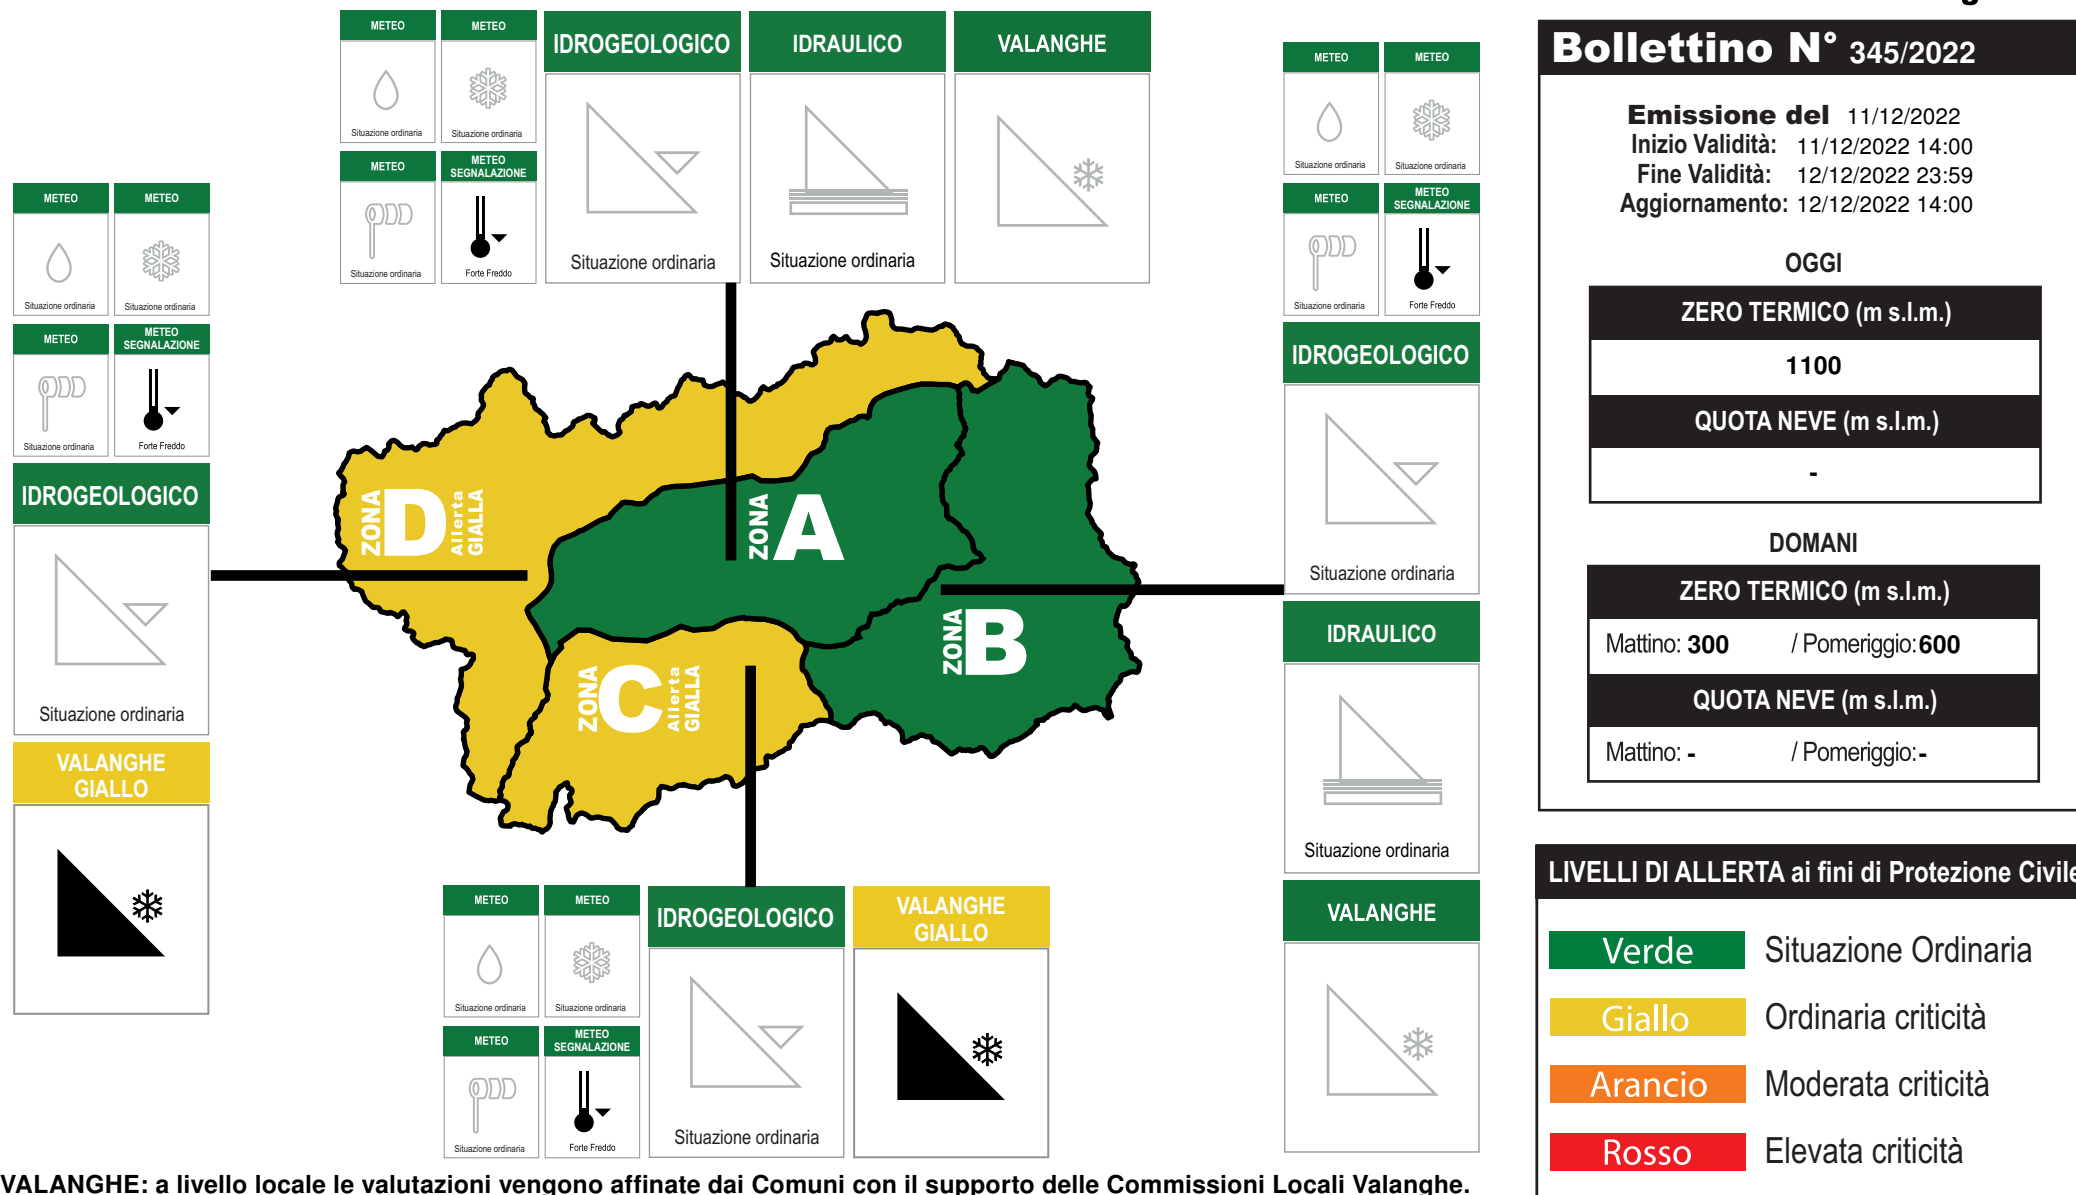 METEO
METEO
Situazione ordinaria
Situazione ordinaria
METEO
METEO
SEGNALAZIONE
Situazione ordinaria
Forte Freddo
IDROGEOLOGICO
Situazione ordinaria
IDRAULICO
Situazione ordinaria
VALANGHE
METEO
METEO
Situazione ordinaria
Situazione ordinaria
METEO
METEO
SEGNALAZIONE
Situazione ordinaria
Forte Freddo
IDROGEOLOGICO
Situazione ordinaria
VALANGHE
GIALLO
ZONA
D
Allerta
GIALLA
ZONA
A
ZONA
B
ZONA
C
Allerta
GIALLA
METEO
METEO
Situazione ordinaria
Situazione ordinaria
METEO
METEO
SEGNALAZIONE
Situazione ordinaria
Forte Freddo
IDROGEOLOGICO
Situazione ordinaria
VALANGHE
GIALLO
METEO
METEO
Situazione ordinaria
Situazione ordinaria
METEO
METEO
SEGNALAZIONE
Situazione ordinaria
Forte Freddo
IDROGEOLOGICO
Situazione ordinaria
IDRAULICO
Situazione ordinaria
VALANGHE
Bollettino N° 345/2022
Emissione del 11/12/2022
Inizio Validità: 11/12/2022 14:00
Fine Validità: 12/12/2022 23:59
Aggiornamento: 12/12/2022 14:00
OGGI
ZERO TERMICO (m s.l.m.)
1100
QUOTA NEVE (m s.l.m.)
-
DOMANI
ZERO TERMICO (m s.l.m.)
Mattino: 300 / Pomeriggio: 600
QUOTA NEVE (m s.l.m.)
Mattino: - / Pomeriggio: -
LIVELLI DI ALLERTA ai fini di Protezione Civile
Verde Situazione Ordinaria
Giallo Ordinaria criticità
Arancio Moderata criticità
Rosso Elevata criticità
VALANGHE: a livello locale le valutazioni vengono affinate dai Comuni con il supporto delle Commissioni Locali Valanghe.